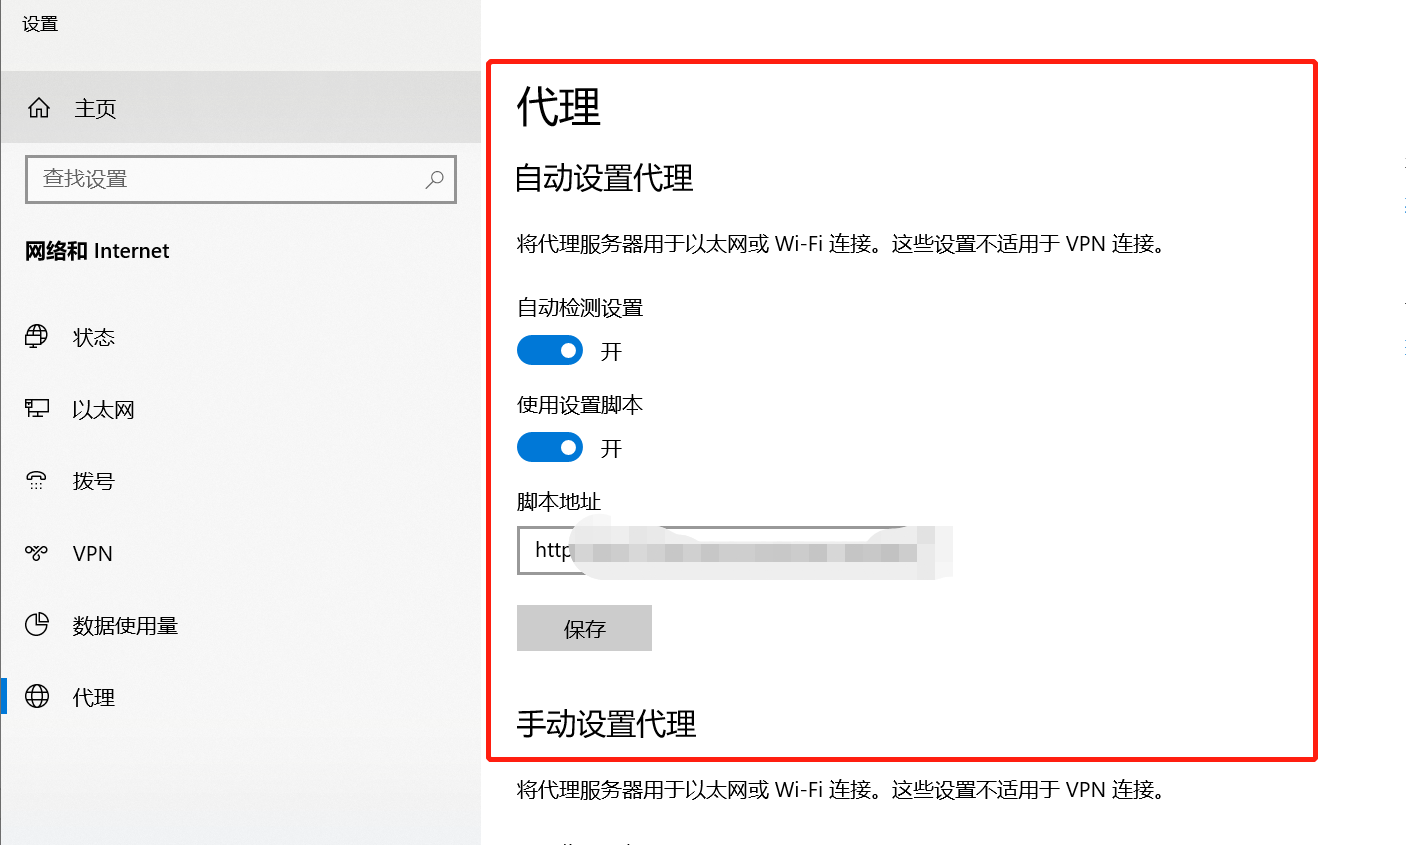 设置
主页
查找设置
网络和 Internet
状态
以太网
拨号
VPN
数据使用量
代理
代理
自动设置代理
将代理服务器用于以太网或 Wi-Fi 连接。这些设置不适用于 VPN 连接。
自动检测设置
开
使用设置脚本
开
脚本地址
http
保存
手动设置代理
将代理服务器用于以太网或 Wi-Fi 连接。这些设置不适用于 VPN 连接。